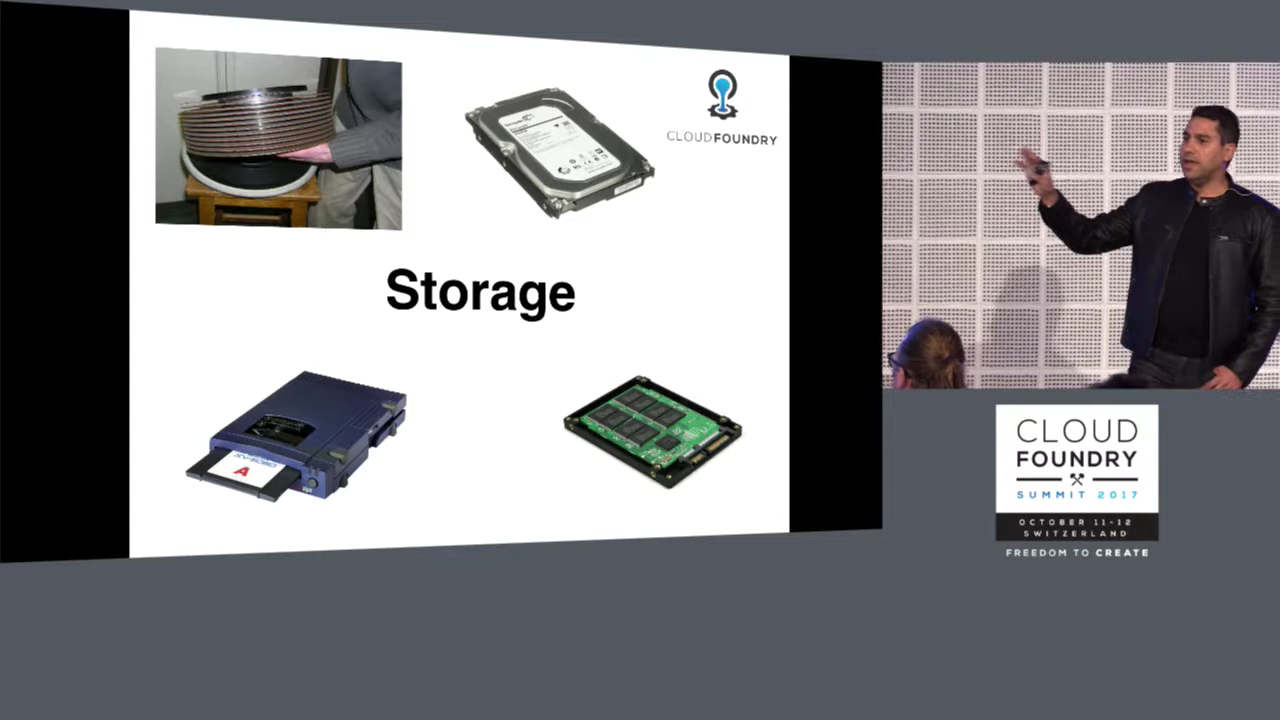 CLOUDFOUNDRY
Storage
A
CLOUD
FOUNDRY
SUMMIT 2017
OCTOBER 11-12
SWITZERLAND
FREEDOM TO CREATE